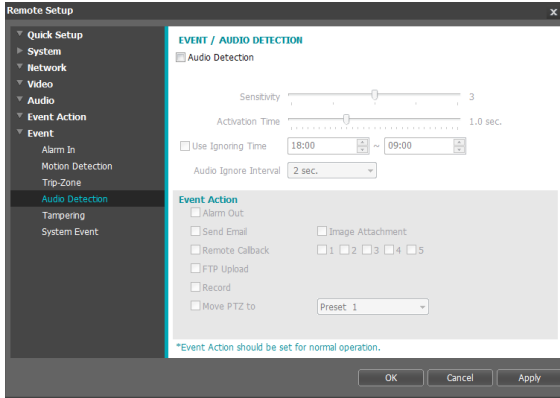 Remote Setup
x
Quick Setup
System
Network
Video
Audio
Event Action
Event
Alarm In
Motion Detection
Trip-Zone
Audio Detection
Tampering
System Event
EVENT / AUDIO DETECTION
Audio Detection
Sensitivity 3
Activation Time 1.0 sec.
Use Ignoring Time 18:00 ~ 09:00
Audio Ignore Interval 2 sec.
Event Action
Alarm Out
Send Email Image Attachment
Remote Callback 1 2 3 4 5
FTP Upload
Record
Move PTZ to Preset 1
*Event Action should be set for normal operation.
OK Cancel Apply